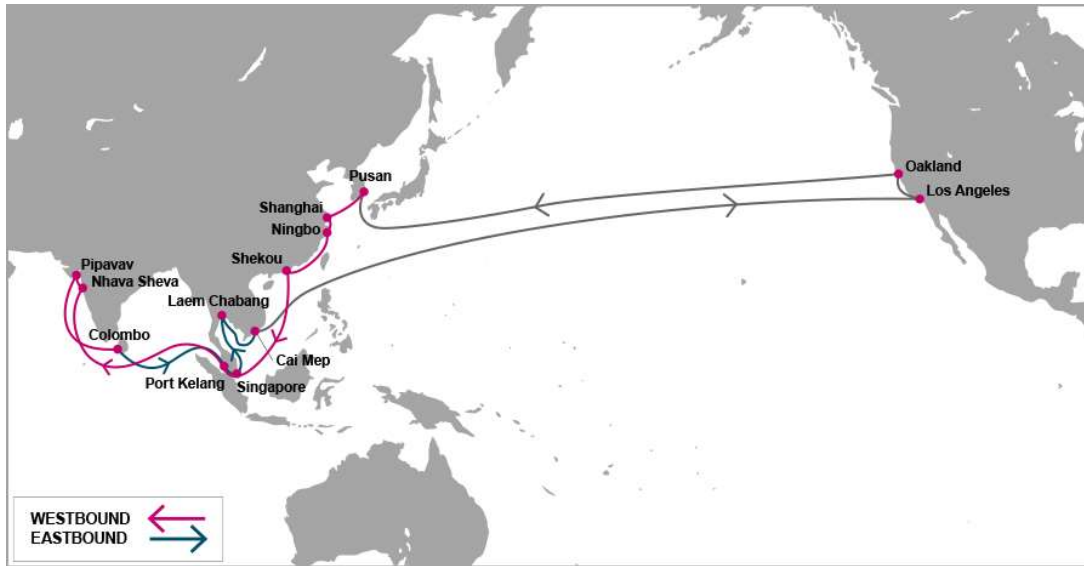 Pusan
Oakland
Los Angeles
Shanghai
Ningbo
Shekou
Pipavav
Nhava Sheva
Laem Chabang
Colombo
Cai Mep
Port Kelang
Singapore
WESTBOUND
EASTBOUND